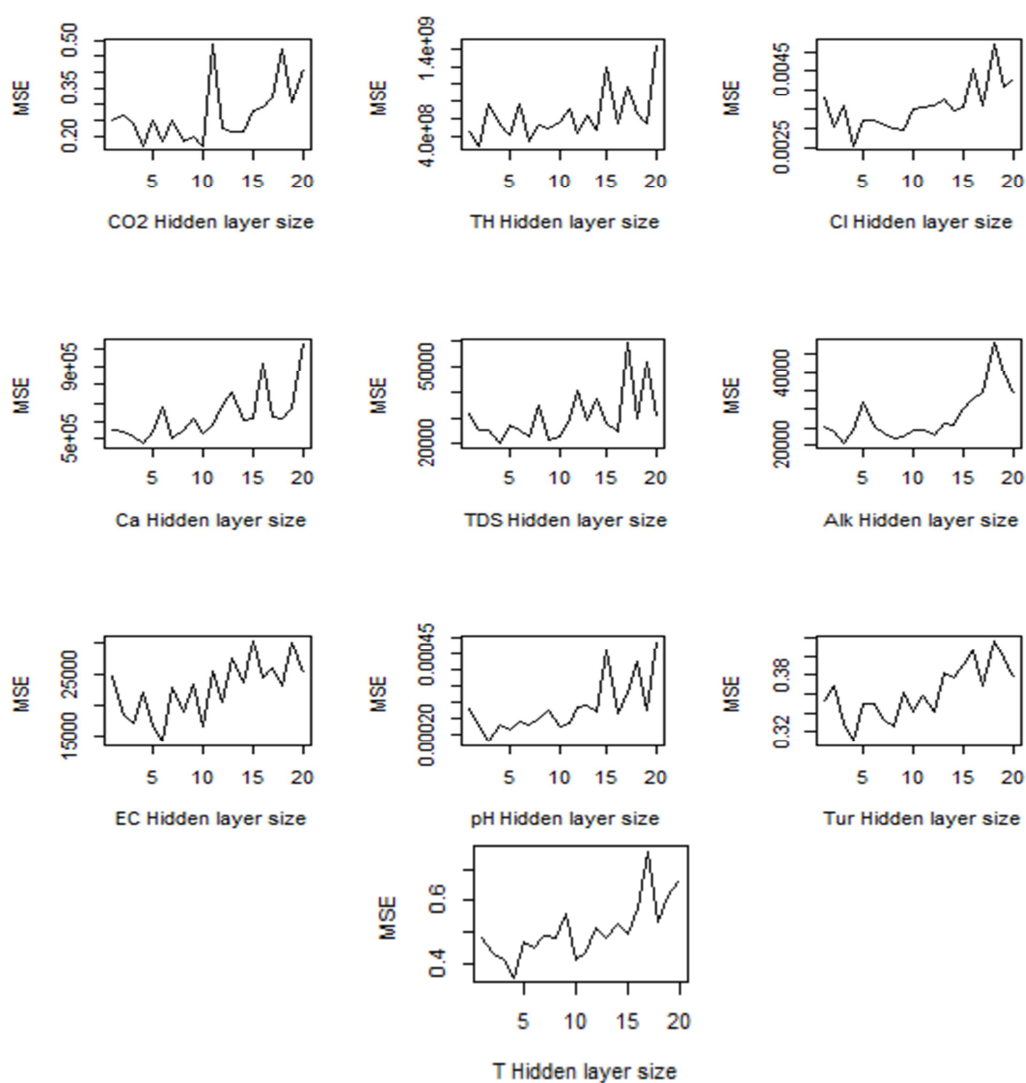 MSE 0.20 0.35 0.50
5 10 15 20
CO2 Hidden layer size
MSE 4.0e+08 1.4e+09
5 10 15 20
TH Hidden layer size
MSE 0.0025 0.0045
5 10 15 20
Cl Hidden layer size
MSE 5e+05 9e+05
5 10 15 20
Ca Hidden layer size
MSE 20000 50000
5 10 15 20
TDS Hidden layer size
MSE 20000 40000
5 10 15 20
Alk Hidden layer size
MSE 15000 25000
5 10 15 20
EC Hidden layer size
MSE 0.00020 0.00045
5 10 15 20
pH Hidden layer size
MSE 0.32 0.38
5 10 15 20
Tur Hidden layer size
MSE 0.4 0.6
5 10 15 20
T Hidden layer size